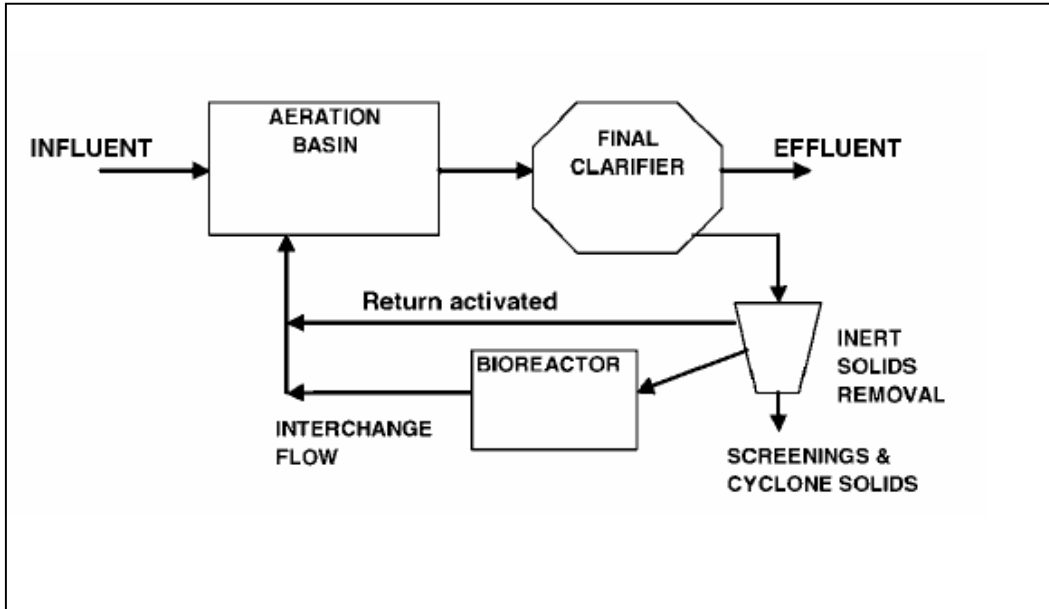 AERATION
BASIN
INFLUENT
FINAL
CLARIFIER
EFFLUENT
Return activated
INERT
SOLIDS
REMOVAL
BIOREACTOR
INTERCHANGE
FLOW
SCREENINGS &
CYCLONE SOLIDS